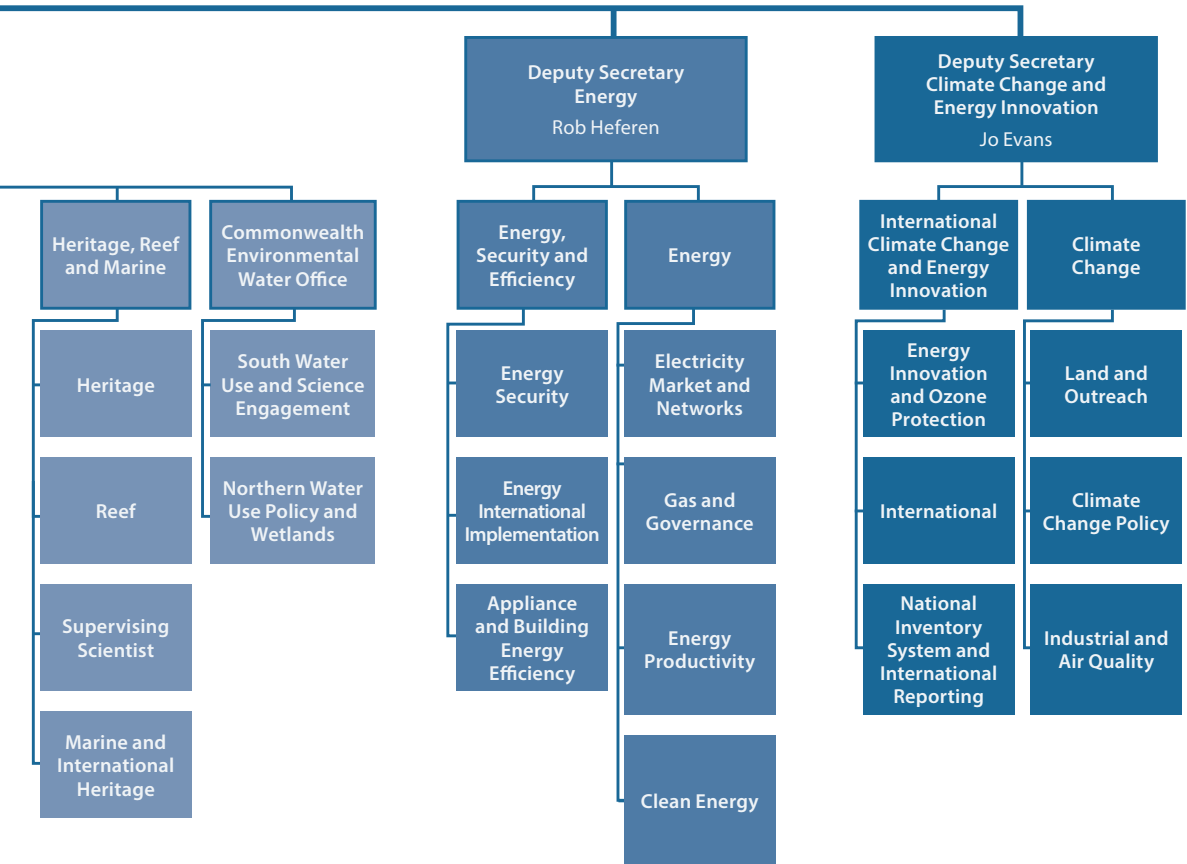 Deputy Secretary
Energy
Rob Heferen
Deputy Secretary
Climate Change and
Energy Innovation
Jo Evans
Heritage, Reef
and Marine
Commonwealth
Environmental
Water Office
Energy,
Security and
Efficiency
Energy
International
Climate Change
and Energy
Innovation
Climate
Change
Heritage
South Water
Use and Science
Engagement
Energy
Security
Electricity
Market and
Networks
Energy
Innovation
and Ozone
Protection
Land and
Outreach
Reef
Northern Water
Use Policy and
Wetlands
Energy
International
Implementation
Gas and
Governance
International
Climate
Change Policy
Supervising
Scientist
Appliance
and Building
Energy
Efficiency
Energy
Productivity
National
Inventory
System and
International
Reporting
Industrial and
Air Quality
Marine and
International
Heritage
Clean Energy